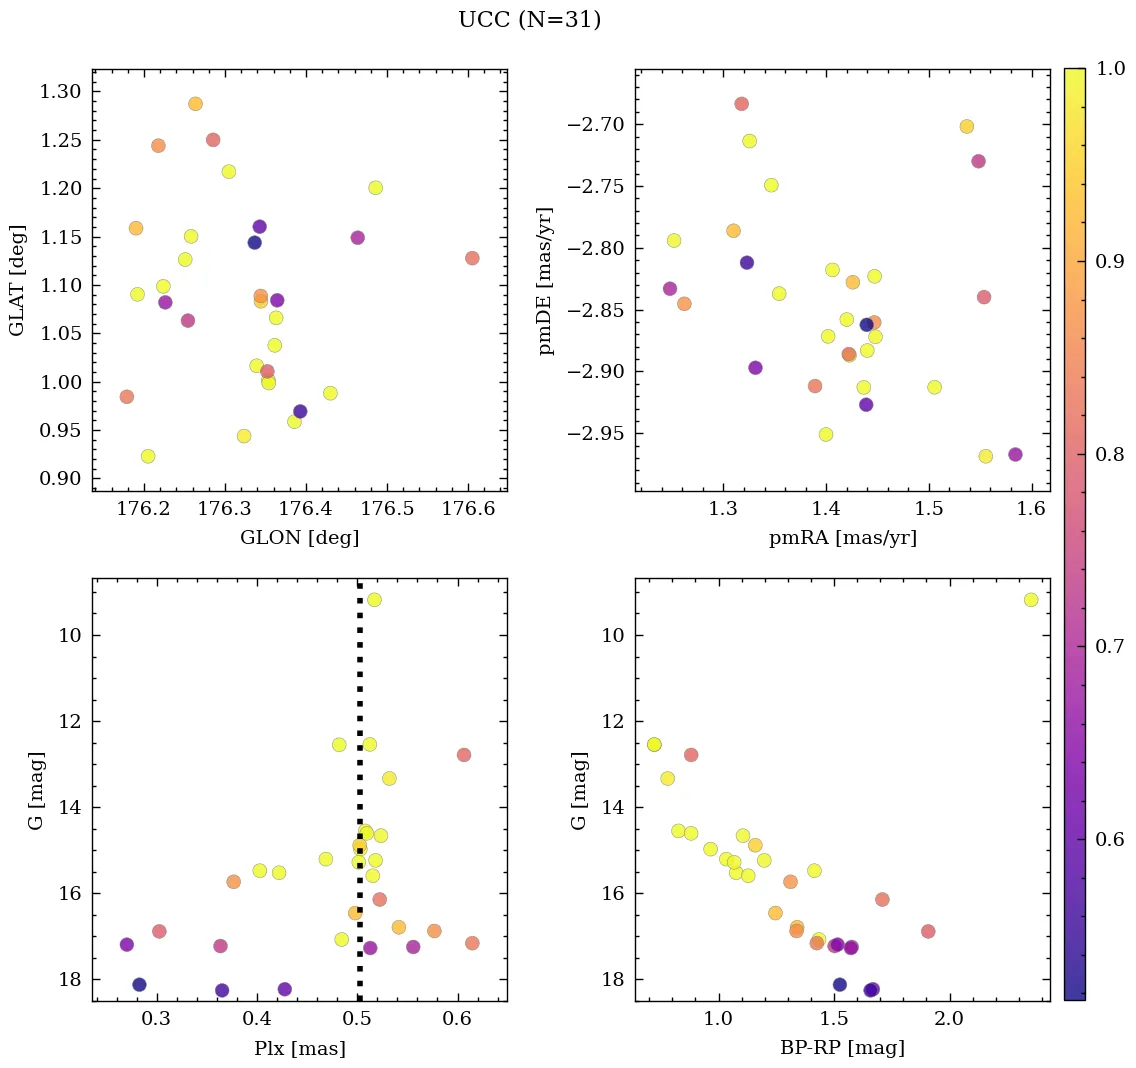 UCC (N=31)
1.30
1.25
1.20
1.15
1.10
1.05
1.00
0.95
0.90
GLAT [deg]
176.2 176.3 176.4 176.5 176.6
GLON [deg]
−2.70
−2.75
−2.80
−2.85
−2.90
−2.95
pmDE [mas/yr]
1.3 1.4 1.5 1.6
pmRA [mas/yr]
1.0
0.9
0.8
0.7
0.6
10
12
14
16
18
G [mag]
0.3 0.4 0.5 0.6
Plx [mas]
10
12
14
16
18
G [mag]
1.0 1.5 2.0
BP-RP [mag]